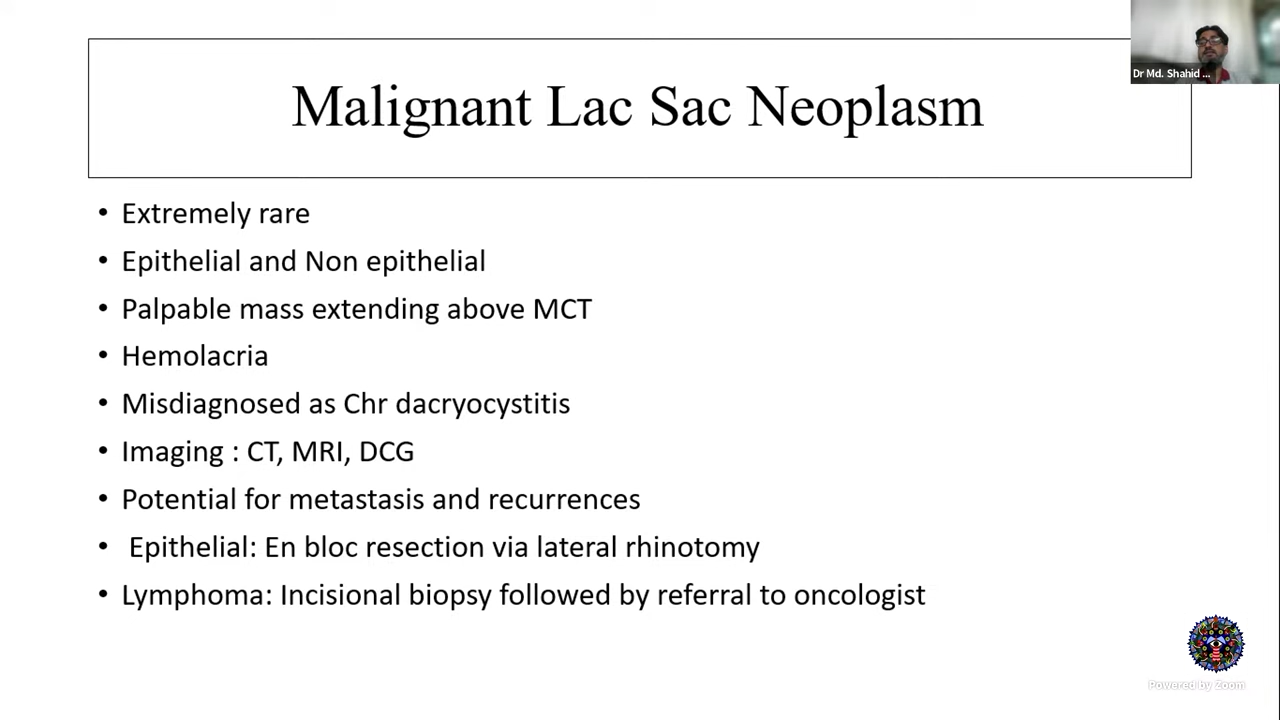 Malignant Lac Sac Neoplasm
Dr Md. Shahid ...
• Extremely rare
• Epithelial and Non epithelial
• Palpable mass extending above MCT
• Hemolacria
• Misdiagnosed as Chr dacryocystitis
• Imaging : CT, MRI, DCG
• Potential for metastasis and recurrences
• Epithelial: En bloc resection via lateral rhinotomy
• Lymphoma: Incisional biopsy followed by referral to oncologist
Powered by Zoom